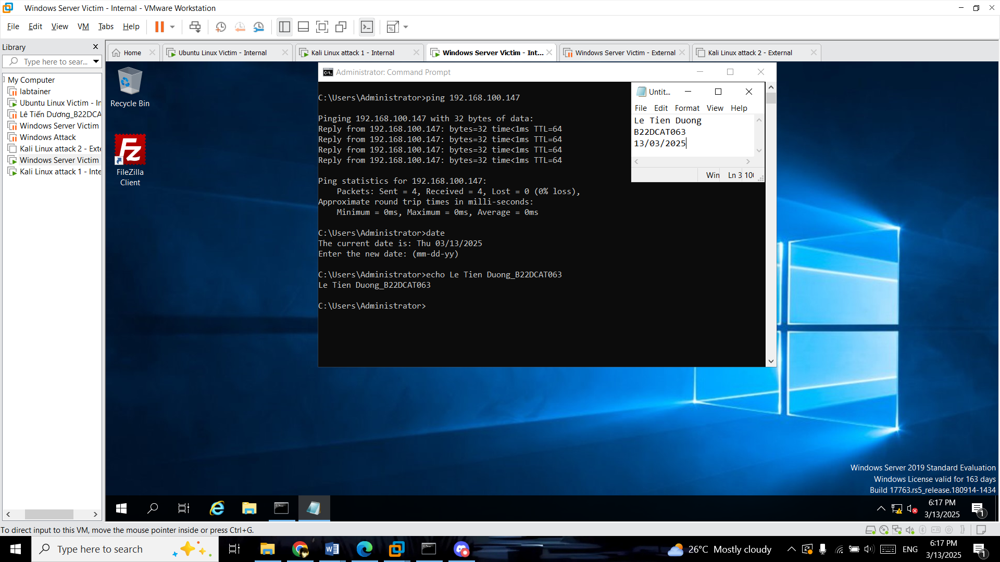 Windows Server Victim - Internal - VMware Workstation
File Edit View VM Tabs Help
Library
Type here to sear...
My Computer
labtainer
Ubuntu Linux Victim - In
Lê Tiến Dương_B22DCA
Windows Server Victim
Windows Attack
Kali Linux attack 2 - Exte
Windows Server Victim
Kali Linux attack 1 - Inte
Home
Ubuntu Linux Victim - Internal
Kali Linux attack 1 - Internal
Windows Server Victim - Int...
Windows Server Victim - External
Kali Linux attack 2 - External
Recycle Bin
FileZilla
Client
Administrator: Command Prompt
C:\Users\Administrator>ping 192.168.100.147
Pinging 192.168.100.147 with 32 bytes of data:
Reply from 192.168.100.147: bytes=32 time<1ms TTL=64
Reply from 192.168.100.147: bytes=32 time<1ms TTL=64
Reply from 192.168.100.147: bytes=32 time<1ms TTL=64
Reply from 192.168.100.147: bytes=32 time<1ms TTL=64
Ping statistics for 192.168.100.147:
Packets: Sent = 4, Received = 4, Lost = 0 (0% loss),
Approximate round trip times in milli-seconds:
Minimum = 0ms, Maximum = 0ms, Average = 0ms
C:\Users\Administrator>date
The current date is: Thu 03/13/2025
Enter the new date: (mm-dd-yy)
C:\Users\Administrator>echo Le Tien Duong_B22DCAT063
Le Tien Duong_B22DCAT063
C:\Users\Administrator>
Untit...
File Edit Format View Help
Le Tien Duong
B22DCAT063
13/03/2025
Win Ln 3 100
Windows Server 2019 Standard Evaluation
Windows License valid for 163 days
Build 17763.rs5_release.180914-1434
6:17 PM
3/13/2025
1
To direct input to this VM, move the mouse pointer inside or press Ctrl+G.
Type here to search
26°C Mostly cloudy
ENG
6:17 PM
3/13/2025
1